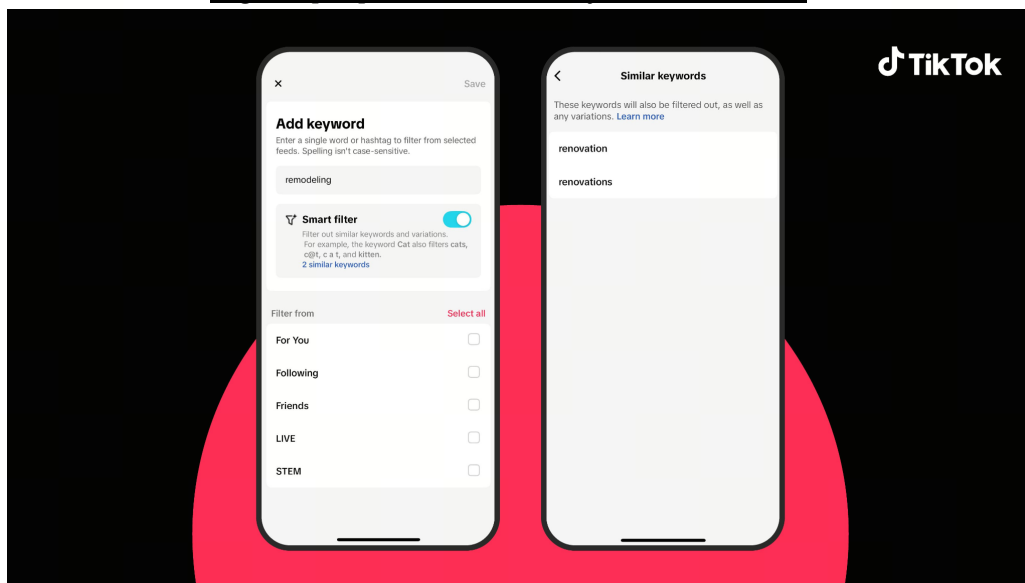 Save
Add keyword
Enter a single word or hashtag to filter from selected
feeds. Spelling isn't case-sensitive.
remodeling
Smart filter
Filter out similar keywords and variations.
For example, the keyword Cat also filters cats,
c@t, c a t, and kitten.
2 similar keywords
Filter from
Select all
For You
Following
Friends
LIVE
STEM
Similar keywords
These keywords will also be filtered out, as well as
any variations. Learn more
renovation
renovations
TikTok